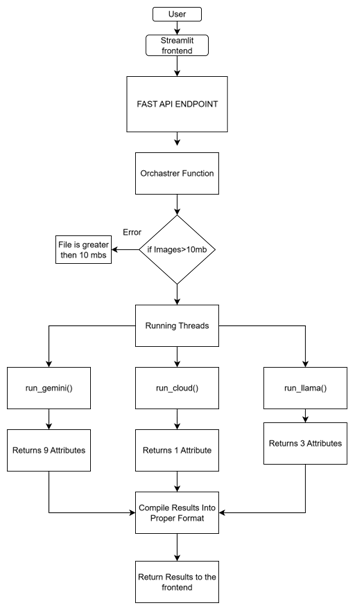 User
Streamlit
frontend
FAST API ENDPOINT
Orchastrer Function
Error
File is greater
then 10 mbs
if Images>10mb
Running Threads
run_gemini()
run_cloud()
run_llama()
Returns 9 Attributes
Returns 1 Attribute
Returns 3 Attributes
Compile Results Into
Proper Format
Return Results to the
frontend